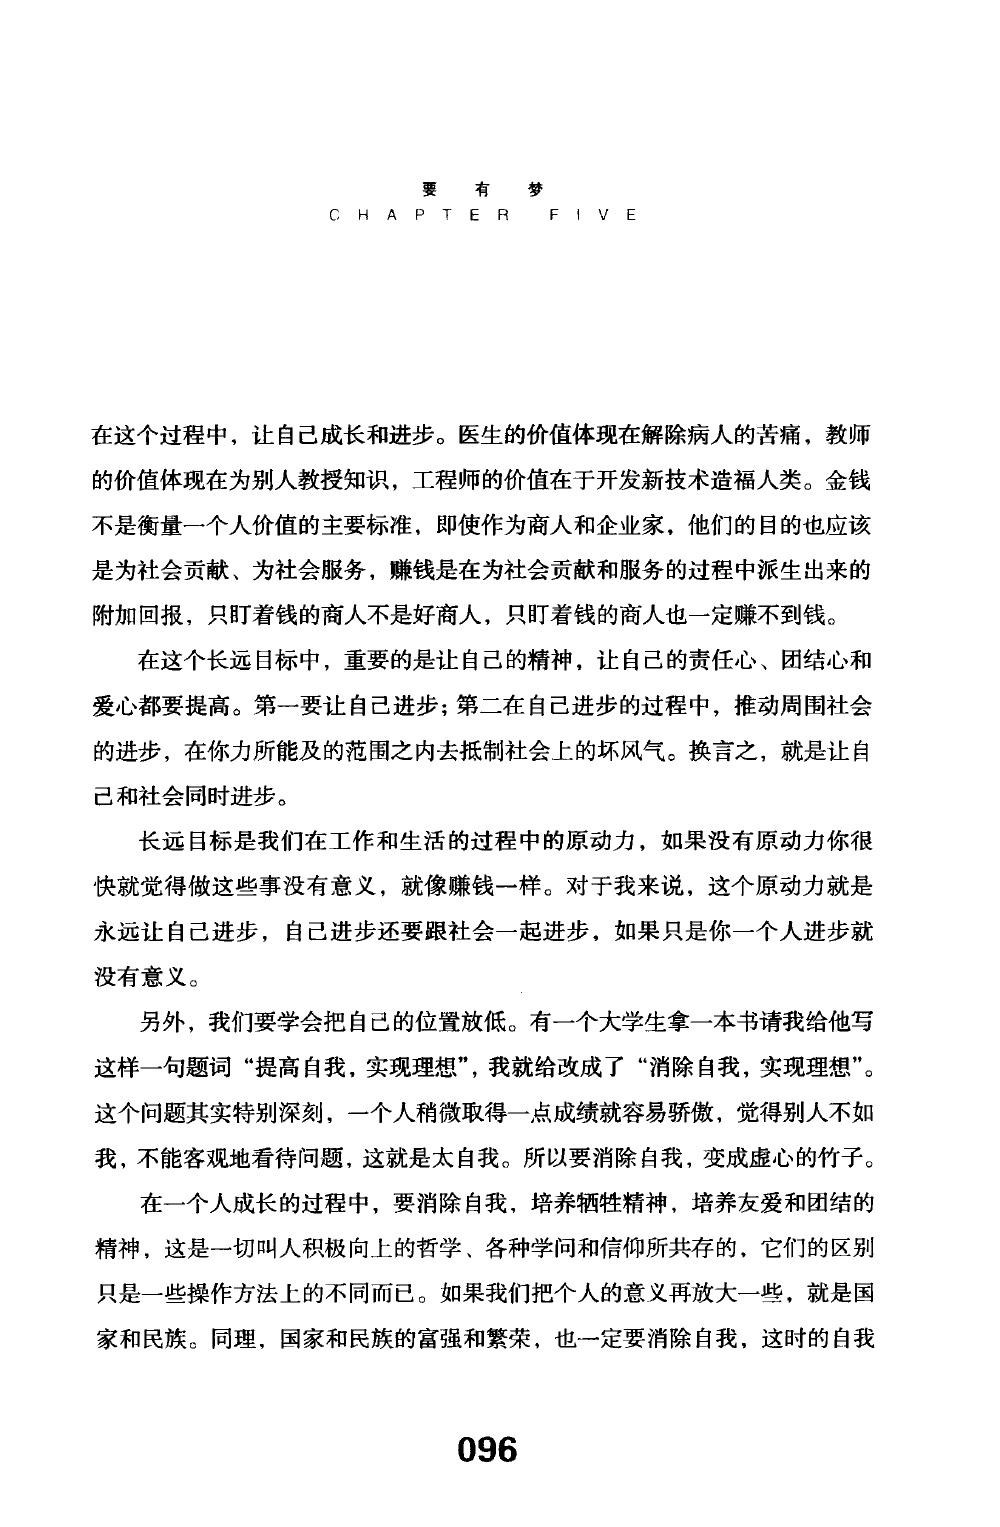 要有梦
CHAPTER FIVE
在这个过程中，让自己成长和进步。医生的价值体现在解除病人的苦痛，教师
的价值体现在为别人教授知识，工程师的价值在于开发新技术造福人类。金钱
不是衡量一个人价值的主要标准，即使作为商人和企业家，他们的目的也应该
是为社会贡献、为社会服务，赚钱是在为社会贡献和服务的过程中派生出来的
附加回报，只盯着钱的商人不是好商人，只盯着钱的商人也一定赚不到钱。
在这个长远目标中，重要的是让自己的精神，让自己的责任心、团结心和
爱心都要提高。第一要让自己进步；第二在自己进步的过程中，推动周围社会
的进步，在你力所能及的范围之内去抵制社会上的坏风气。换言之，就是让自
己和社会同时进步。
长远目标是我们在工作和生活的过程中的原动力，如果没有原动力你很
快就觉得做这些事没有意义，就像赚钱一样。对于我来说，这个原动力就是
永远让自己进步，自己进步还要跟社会一起进步，如果只是你一个人进步就
没有意义。
另外，我们要学会把自己的位置放低。有一个大学生拿一本书请我给他写
这样一句题词“提高自我，实现理想”，我就给改成了“消除自我，实现理想”。
这个问题其实特别深刻，一个人稍微取得一点成绩就容易骄傲，觉得别人不如
我，不能客观地看待问题，这就是太自我。所以要消除自我，变成虚心的竹子。
在一个人成长的过程中，要消除自我，培养牺牲精神，培养友爱和团结的
精神，这是一切叫人积极向上的哲学、各种学问和信仰所共存的，它们的区别
只是一些操作方法上的不同而已。如果我们把个人的意义再放大一些，就是国
家和民族。同理，国家和民族的富强和繁荣，也一定要消除自我，这时的自我
096